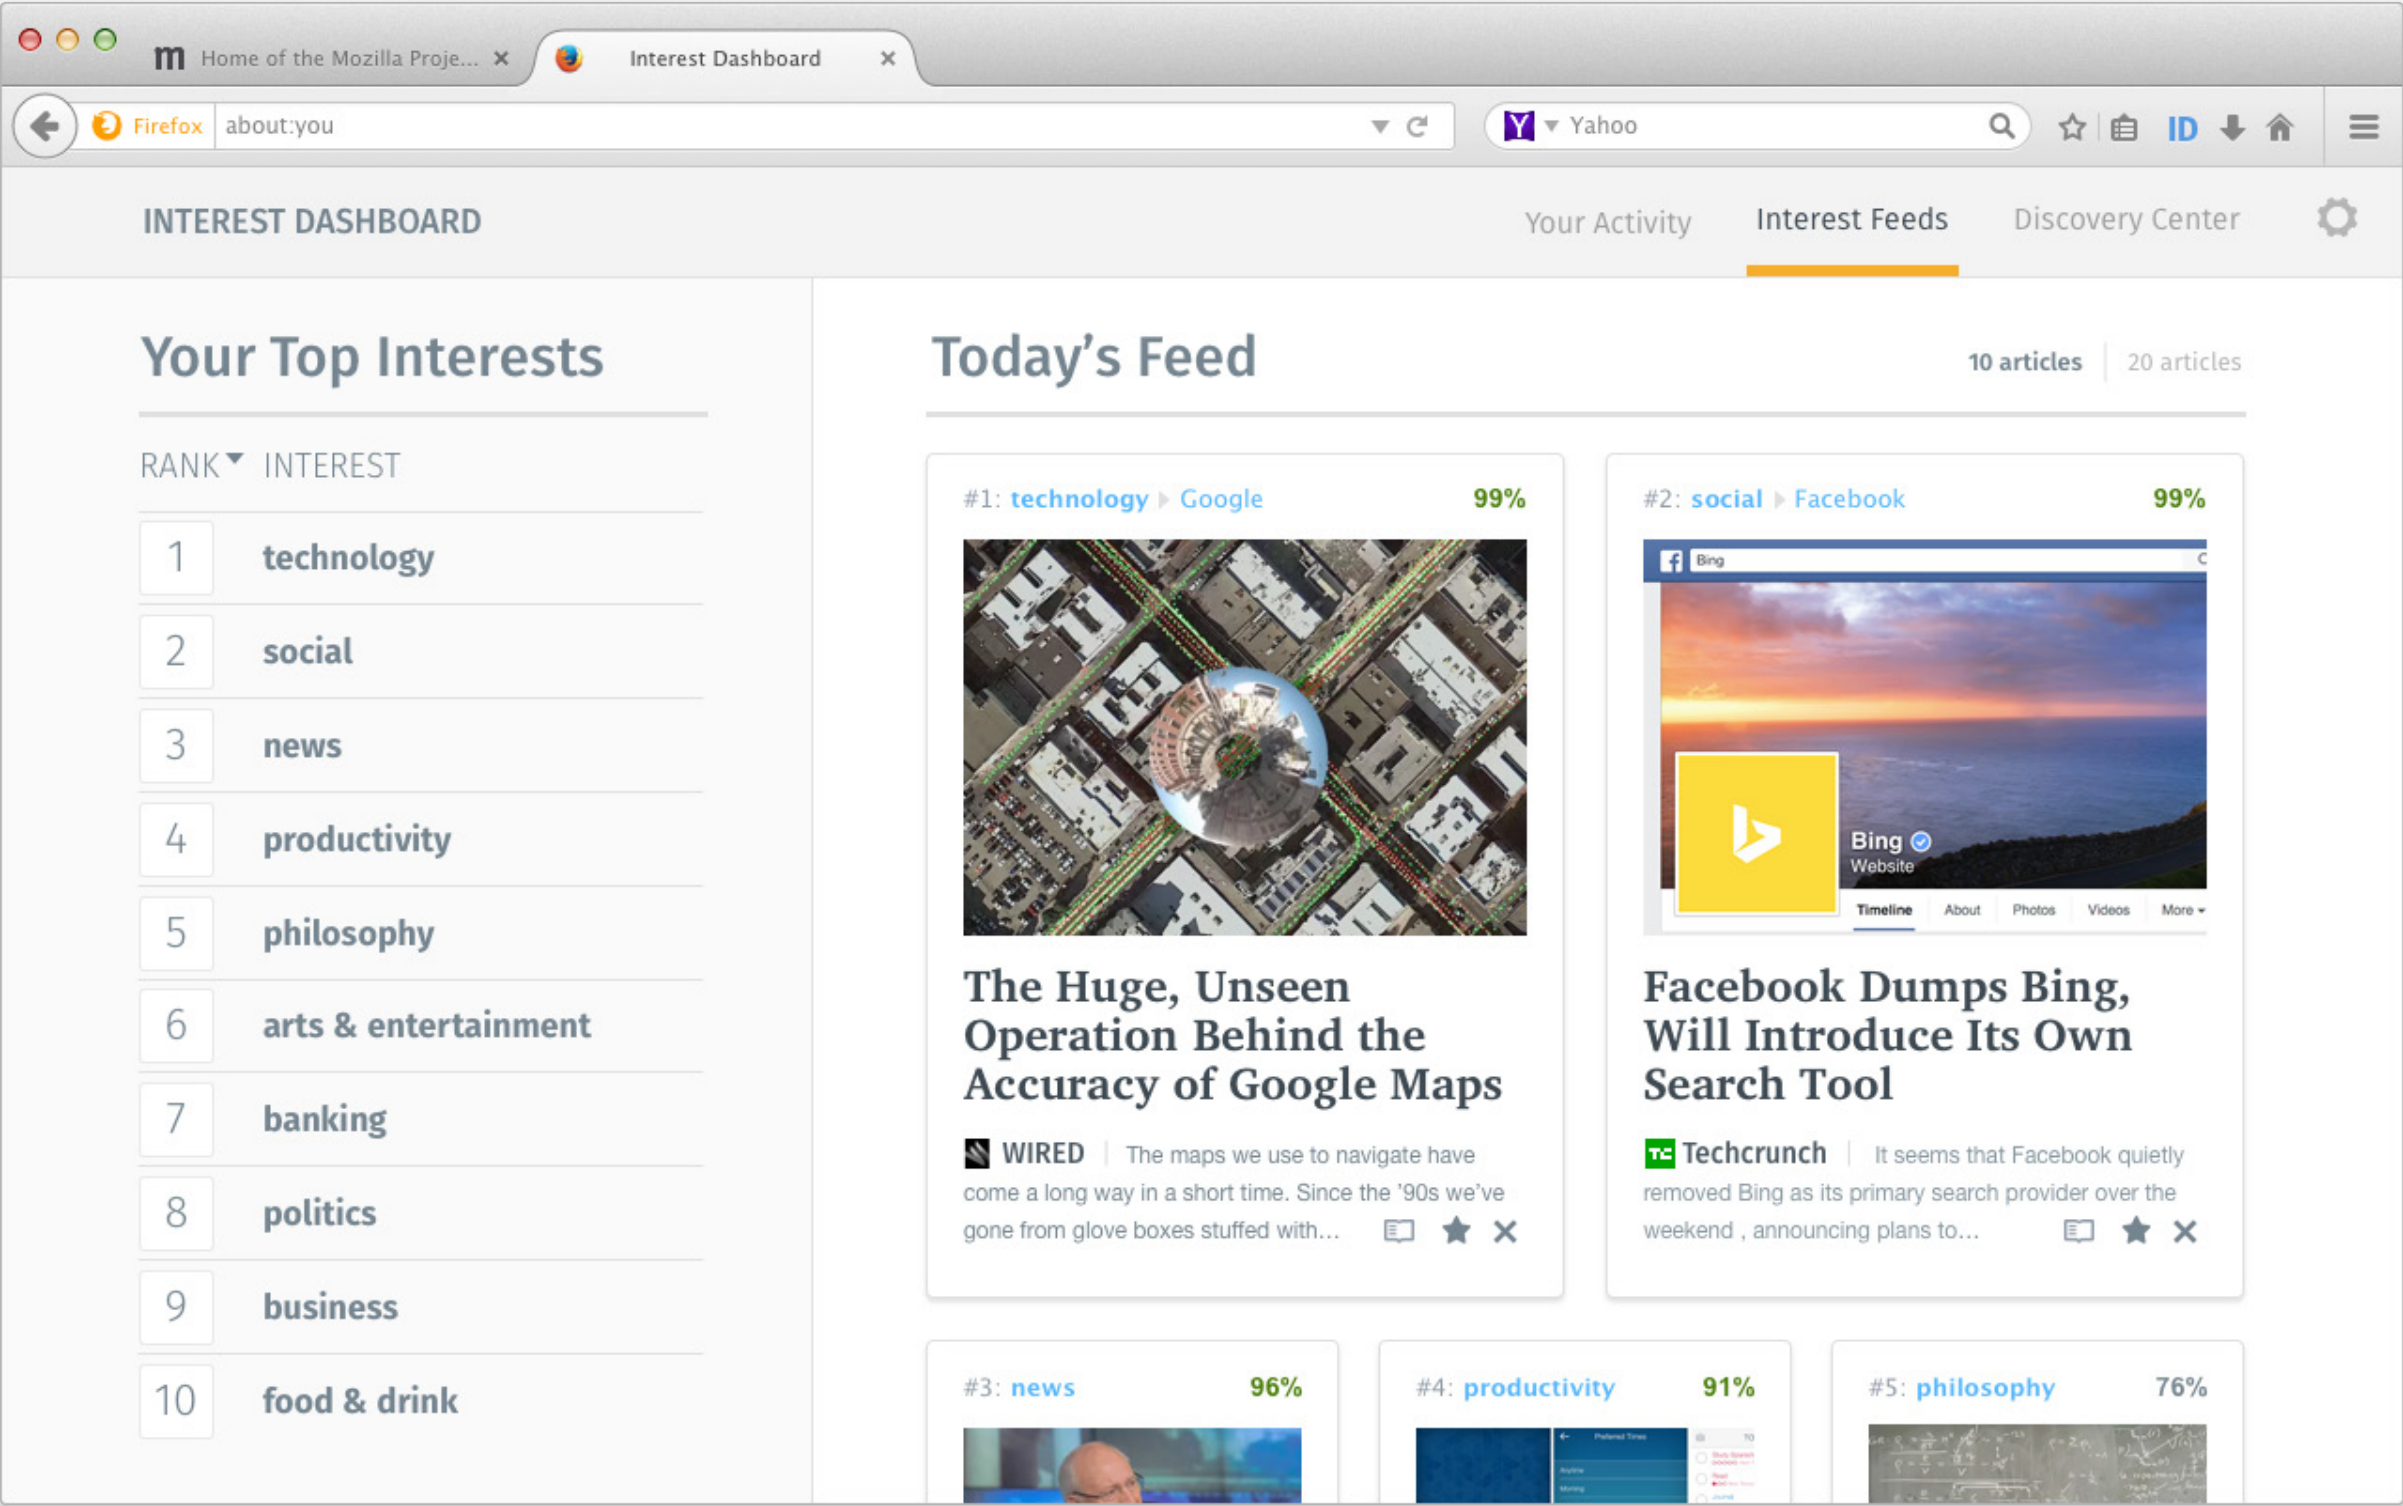 m Home of the Mozilla Proje... ×
Interest Dashboard ×
Firefox about:you
Y Yahoo
ID
INTEREST DASHBOARD
Your Activity
Interest Feeds
Discovery Center
Your Top Interests
RANK INTEREST
1 technology
2 social
3 news
4 productivity
5 philosophy
6 arts & entertainment
7 banking
8 politics
9 business
10 food & drink
Today's Feed
10 articles
20 articles
#1: technology Google 99%
The Huge, Unseen
Operation Behind the
Accuracy of Google Maps
WIRED The maps we use to navigate have
come a long way in a short time. Since the '90s we've
gone from glove boxes stuffed with...
#2: social Facebook 99%
f Bing
Bing
Website
Timeline About Photos Videos More
Facebook Dumps Bing,
Will Introduce Its Own
Search Tool
TC Techcrunch It seems that Facebook quietly
removed Bing as its primary search provider over the
weekend , announcing plans to...
#3: news 96%
#4: productivity 91%
Preferred Times
Anytime
Morning
TO
Read
#5: philosophy 76%